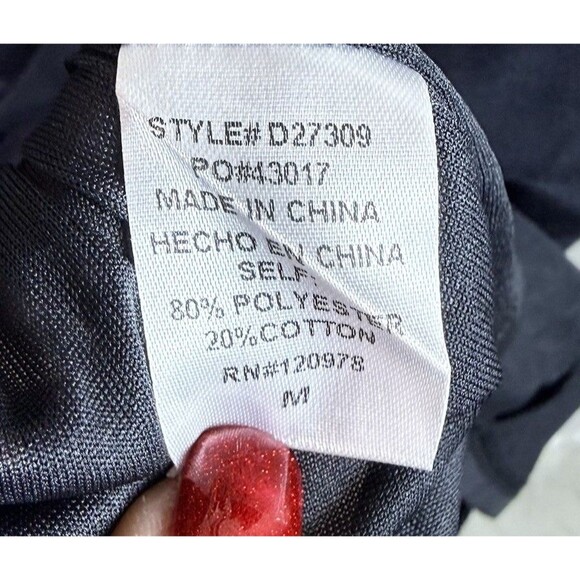 STYLE# D27309
PO#43017
MADE IN CHINA
HECHO EN CHINA
SELF:
80% POLYESTER
20%COTTON
RN#120978
M